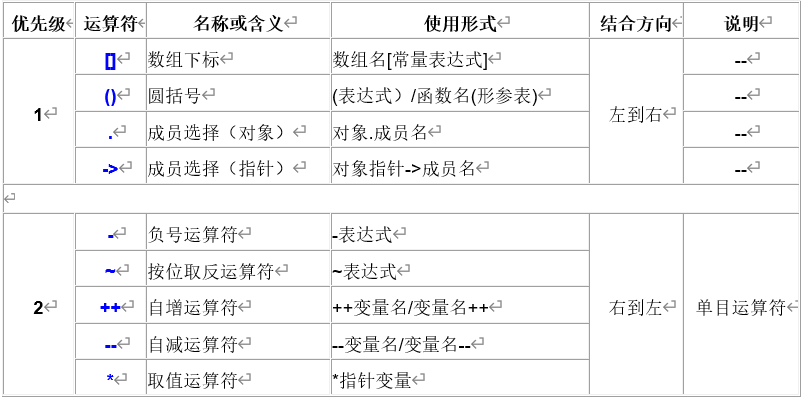 优先级 运算符 名称或含义 使用形式 结合方向 说明
1 [] 数组下标 数组名[常量表达式] 左到右 --
() 圆括号 (表达式）/函数名(形参表) --
. 成员选择（对象） 对象.成员名 --
-> 成员选择（指针） 对象指针->成员名 --
2 - 负号运算符 -表达式 右到左 单目运算符
~ 按位取反运算符 ~表达式
++ 自增运算符 ++变量名/变量名++
-- 自减运算符 --变量名/变量名--
* 取值运算符 *指针变量